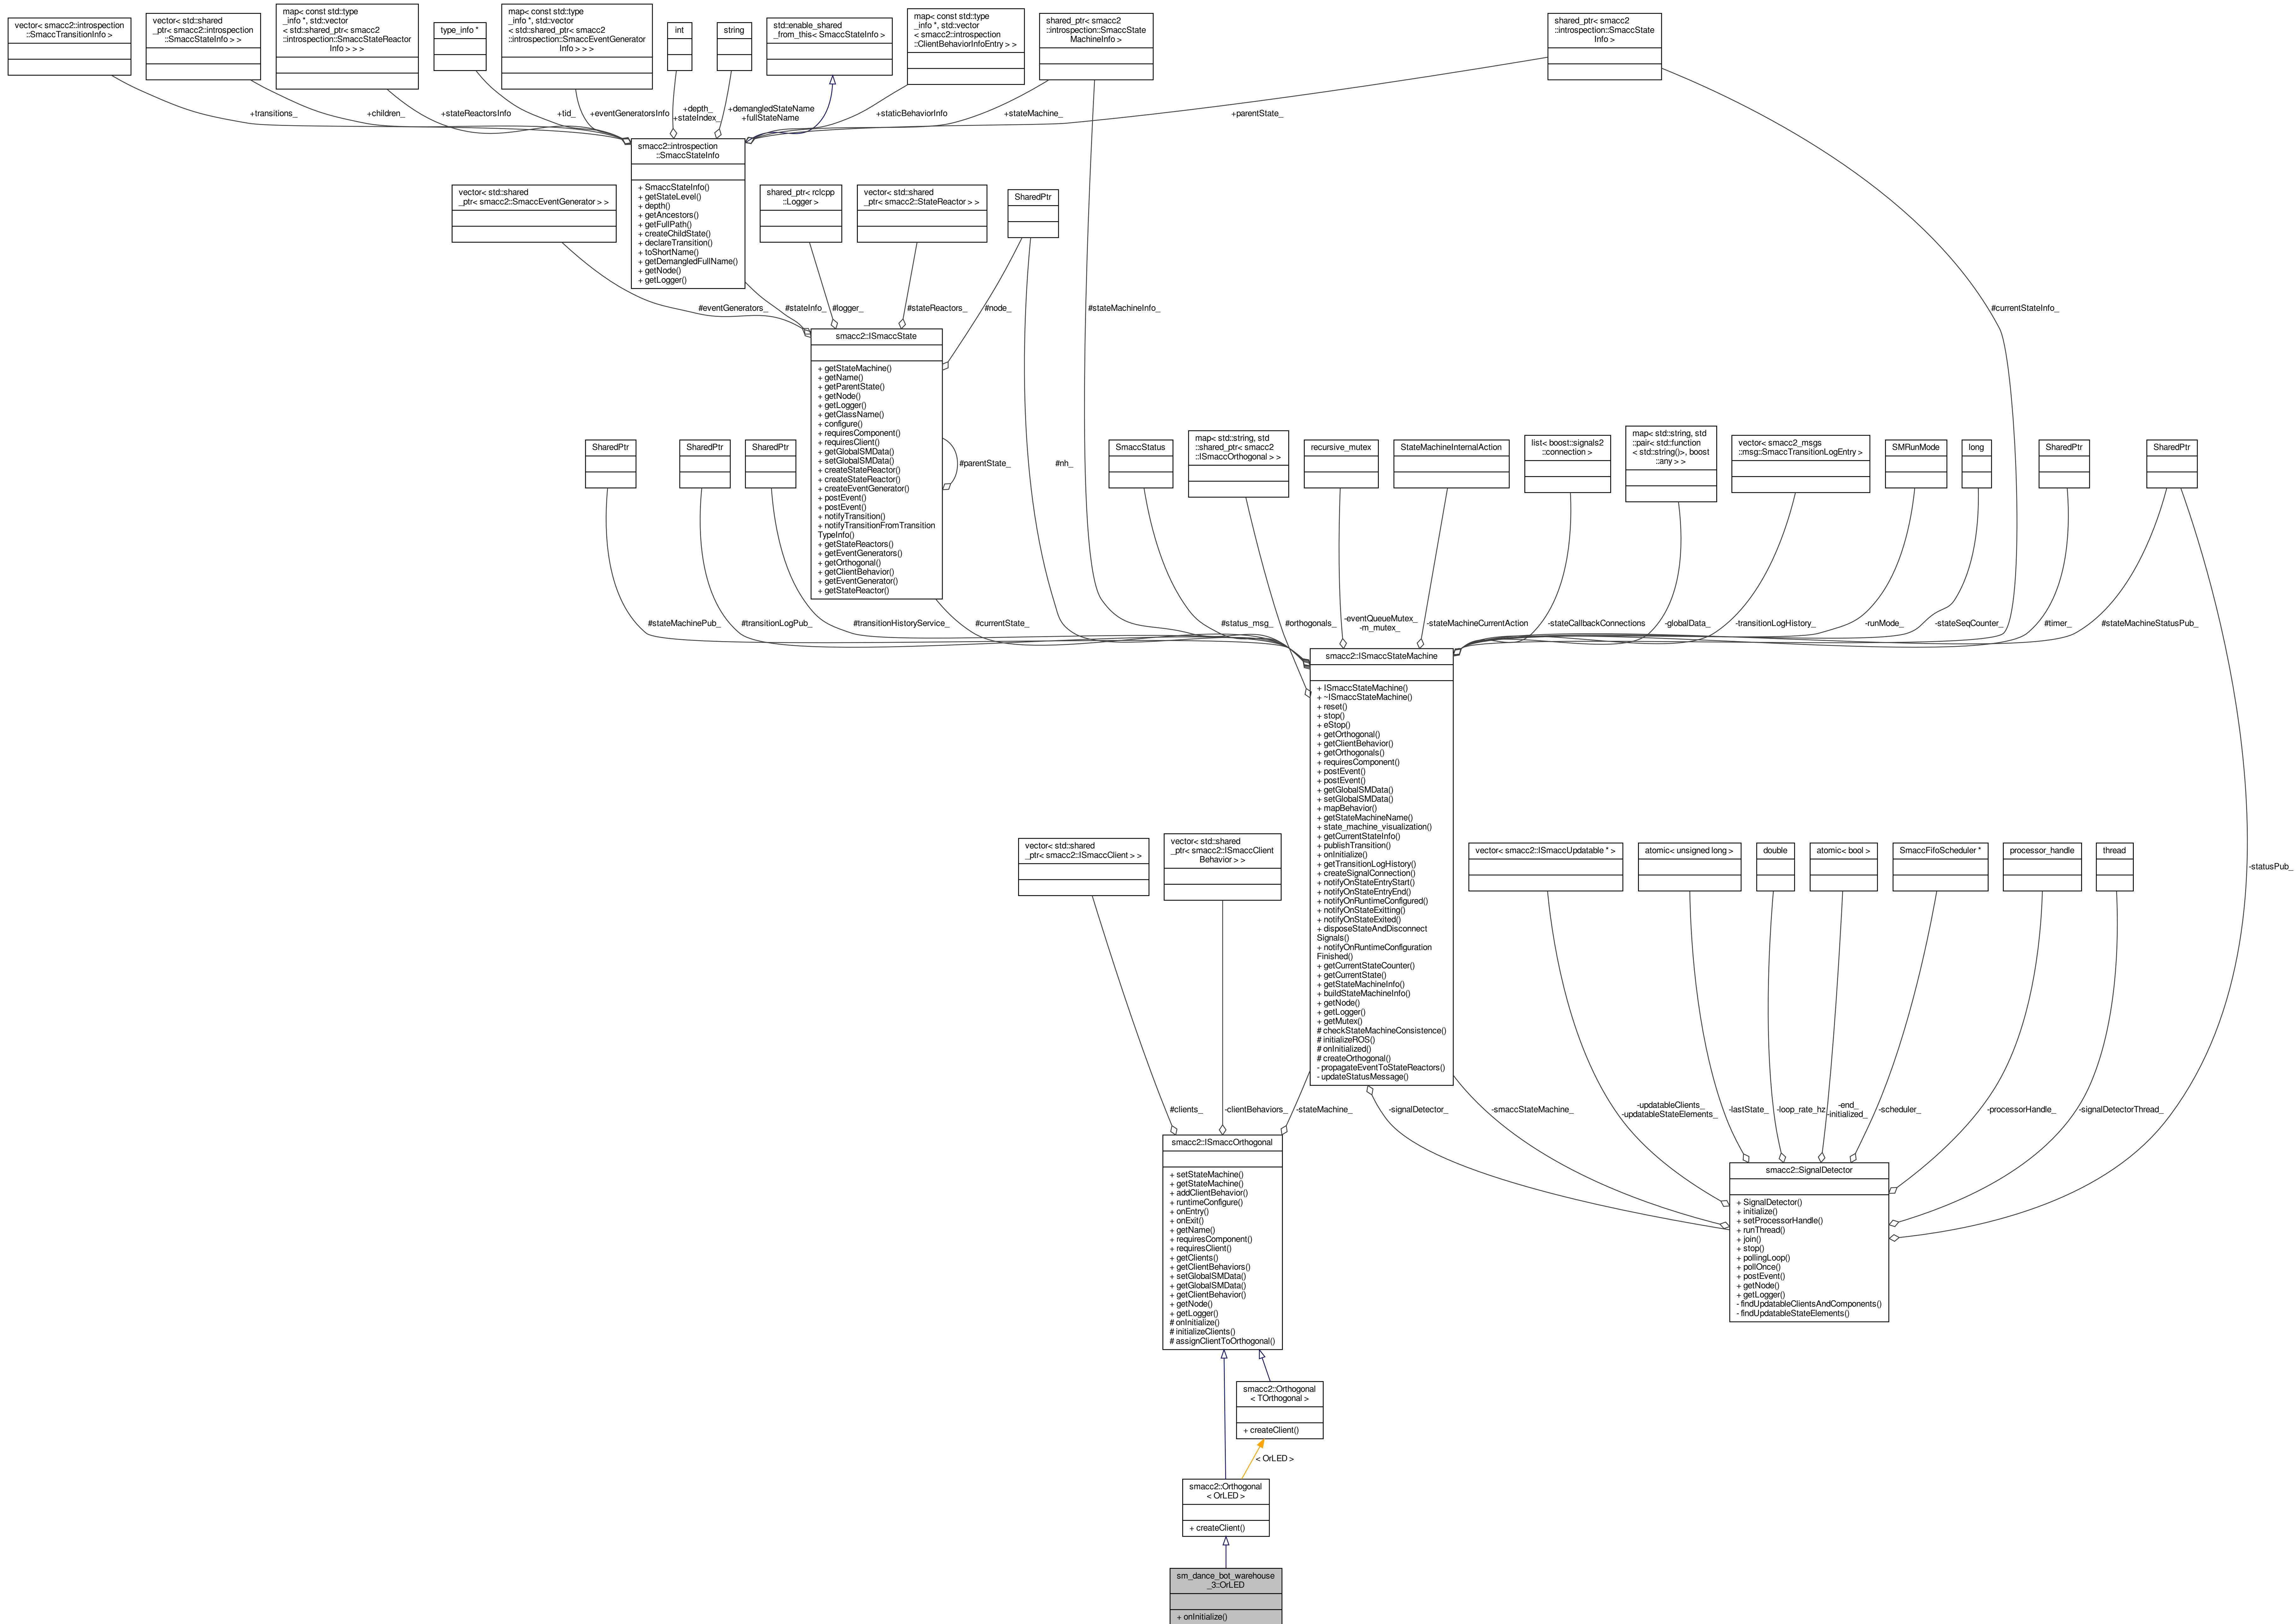 vector< smacc2::introspection
::SmaccTransitionInfo >
vector< std::shared
_ptr< smacc2::introspection
::SmaccStateInfo > >
map< const std::type
_info *, std::vector
< std::shared_ptr< smacc2
::introspection::SmaccStateReactor
Info > > >
type_info *
map< const std::type
_info *, std::vector
< std::shared_ptr< smacc2
::introspection::SmaccEventGenerator
Info > > >
int
string
std::enable_shared
_from_this< SmaccStateInfo >
map< const std::type
_info *, std::vector
< smacc2::introspection
::ClientBehaviorInfoEntry > >
shared_ptr< smacc2
::introspection::SmaccState
MachineInfo >
shared_ptr< smacc2
::introspection::SmaccState
Info >
+transitions_
+children_
+stateReactorsInfo
+tid_
+eventGeneratorsInfo
+depth_
+stateIndex_
+demangledStateName
+fullStateName
+staticBehaviorInfo
+stateMachine_
+parentState_
smacc2::introspection
::SmaccStateInfo
+ SmaccStateInfo()
+ getStateLevel()
+ depth()
+ getAncestors()
+ getFullPath()
+ createChildState()
+ declareTransition()
+ toShortName()
+ getDemangledFullName()
+ getNode()
+ getLogger()
vector< std::shared
_ptr< smacc2::SmaccEventGenerator > >
shared_ptr< rclcpp
::Logger >
vector< std::shared
_ptr< smacc2::StateReactor > >
SharedPtr
#eventGenerators_
#stateInfo_
#logger_
#stateReactors_
#node_
#stateMachineInfo_
#currentStateInfo_
smacc2::ISmaccState
+ getStateMachine()
+ getName()
+ getParentState()
+ getNode()
+ getLogger()
+ getClassName()
+ configure()
+ requiresComponent()
+ requiresClient()
+ getGlobalSMData()
+ setGlobalSMData()
+ createStateReactor()
+ createStateReactor()
+ createEventGenerator()
+ postEvent()
+ postEvent()
+ notifyTransition()
+ notifyTransitionFromTransition
TypeInfo()
+ getStateReactors()
+ getEventGenerators()
+ getOrthogonal()
+ getClientBehavior()
+ getEventGenerator()
+ getStateReactor()
#parentState_
#nh_
SharedPtr
SharedPtr
SharedPtr
SmaccStatus
map< std::string, std
::shared_ptr< smacc2
::ISmaccOrthogonal > >
recursive_mutex
StateMachineInternalAction
list< boost::signals2
::connection >
map< std::string, std
::pair< std::function
< std::string()>, boost
::any > >
vector< smacc2_msgs
::msg::SmaccTransitionLogEntry >
SMRunMode
long
SharedPtr
SharedPtr
#stateMachinePub_
#transitionLogPub_
#transitionHistoryService_
#currentState_
#status_msg_
#orthogonals_
-eventQueueMutex_
-m_mutex_
-stateMachineCurrentAction
-stateCallbackConnections
-globalData_
-transitionLogHistory_
-runMode_
-stateSeqCounter_
#timer_
#stateMachineStatusPub_
smacc2::ISmaccStateMachine
+ ISmaccStateMachine()
+ ~ISmaccStateMachine()
+ reset()
+ stop()
+ eStop()
+ getOrthogonal()
+ getClientBehavior()
+ getOrthogonals()
+ requiresComponent()
+ postEvent()
+ postEvent()
+ getGlobalSMData()
+ setGlobalSMData()
+ mapBehavior()
+ getStateMachineName()
+ state_machine_visualization()
+ getCurrentStateInfo()
+ publishTransition()
+ onInitialize()
+ getTransitionLogHistory()
+ createSignalConnection()
+ notifyOnStateEntryStart()
+ notifyOnStateEntryEnd()
+ notifyOnRuntimeConfigured()
+ notifyOnStateExitting()
+ notifyOnStateExited()
+ disposeStateAndDisconnect
Signals()
+ notifyOnRuntimeConfiguration
Finished()
+ getCurrentStateCounter()
+ getCurrentState()
+ getStateMachineInfo()
+ buildStateMachineInfo()
+ getNode()
+ getLogger()
+ getMutex()
# checkStateMachineConsistence()
# initializeROS()
# onInitialized()
# createOrthogonal()
- propagateEventToStateReactors()
- updateStatusMessage()
vector< std::shared
_ptr< smacc2::ISmaccClient > >
vector< std::shared
_ptr< smacc2::ISmaccClient
Behavior > >
vector< smacc2::ISmaccUpdatable * >
atomic< unsigned long >
double
atomic< bool >
SmaccFifoScheduler *
processor_handle
thread
-statusPub_
#clients_
-clientBehaviors_
-stateMachine_
-signalDetector_
-smaccStateMachine_
-updatableClients_
-updatableStateElements_
-lastState_
-loop_rate_hz
-end_
-initialized_
-scheduler_
-processorHandle_
-signalDetectorThread_
smacc2::ISmaccOrthogonal
+ setStateMachine()
+ getStateMachine()
+ addClientBehavior()
+ runtimeConfigure()
+ onEntry()
+ onExit()
+ getName()
+ requiresComponent()
+ requiresClient()
+ getClients()
+ getClientBehaviors()
+ setGlobalSMData()
+ getGlobalSMData()
+ getClientBehavior()
+ getNode()
+ getLogger()
# onInitialize()
# initializeClients()
# assignClientToOrthogonal()
smacc2::SignalDetector
+ SignalDetector()
+ initialize()
+ setProcessorHandle()
+ runThread()
+ join()
+ stop()
+ pollingLoop()
+ pollOnce()
+ postEvent()
+ getNode()
+ getLogger()
- findUpdatableClientsAndComponents()
- findUpdatableStateElements()
smacc2::Orthogonal
< TOrthogonal >
+ createClient()
< OrLED >
smacc2::Orthogonal
< OrLED >
+ createClient()
sm_dance_bot_warehouse
_3::OrLED
+ onInitialize()